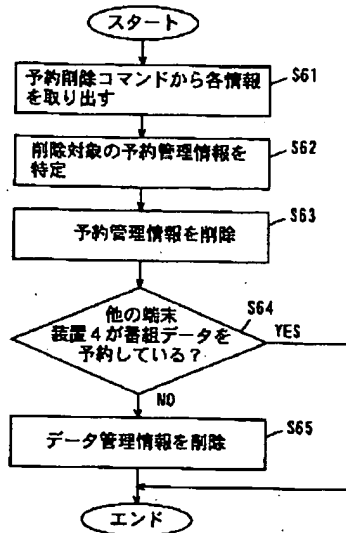 スタート
予約削除コマンドから各情報
を取り出す
S61
削除対象の予約管理情報を
特定
S62
予約管理情報を削除
S63
他の端末
装置4が番組データを
予約している?
S64
YES
NO
データ管理情報を削除
S65
エンド